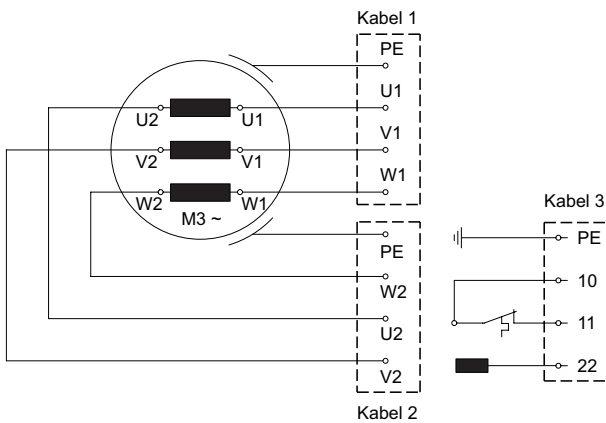 Kabel 1
PE
U1
V1
W1
U2 U1
V2 V1
W2 W1
M3 ~
PE
W2
U2
V2
Kabel 2
Kabel 3
PE
10
11
22